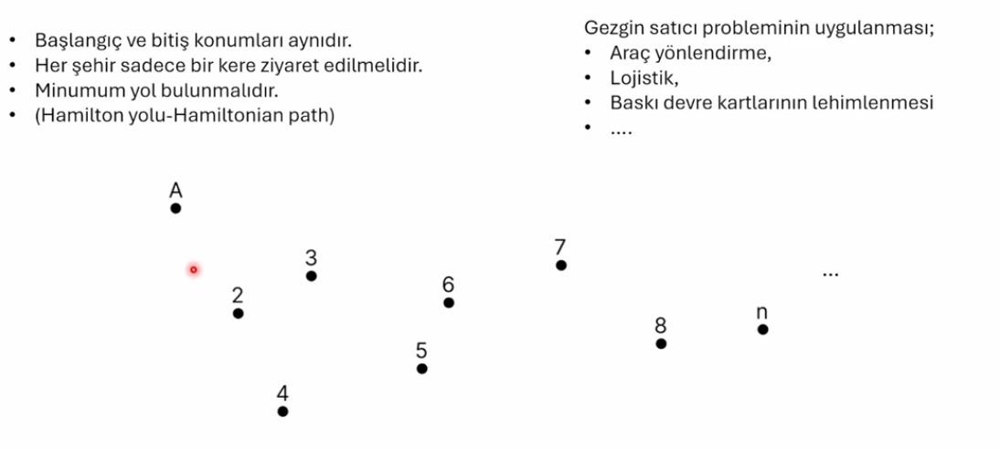 • Başlangıç ve bitiş konumları aynıdır.
• Her şehir sadece bir kere ziyaret edilmelidir.
• Minumum yol bulunmalıdır.
• (Hamilton yolu-Hamiltonian path)
Gezgin satıcı probleminin uygulanması;
• Araç yönlendirme,
• Lojistik,
• Baskı devre kartlarının lehimlenmesi
• ....
A
3
7
...
2
6
n
8
5
4